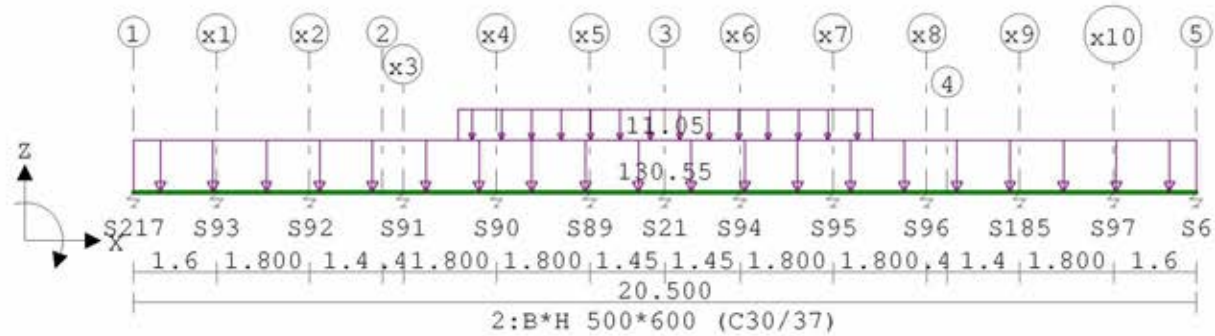 1 x1 x2 2 x3 x4 x5 3 x6 x7 x8 4 x9 x10 5
11.05
130.55
Z
X
S217 S93 S92 S91 S90 S89 S21 S94 S95 S96 S185 S97 S6
1.6 1.800 1.4 .4 1.800 1.800 1.45 1.45 1.800 1.800 .4 1.4 1.800 1.6
20.500
2:B*H 500*600 (C30/37)